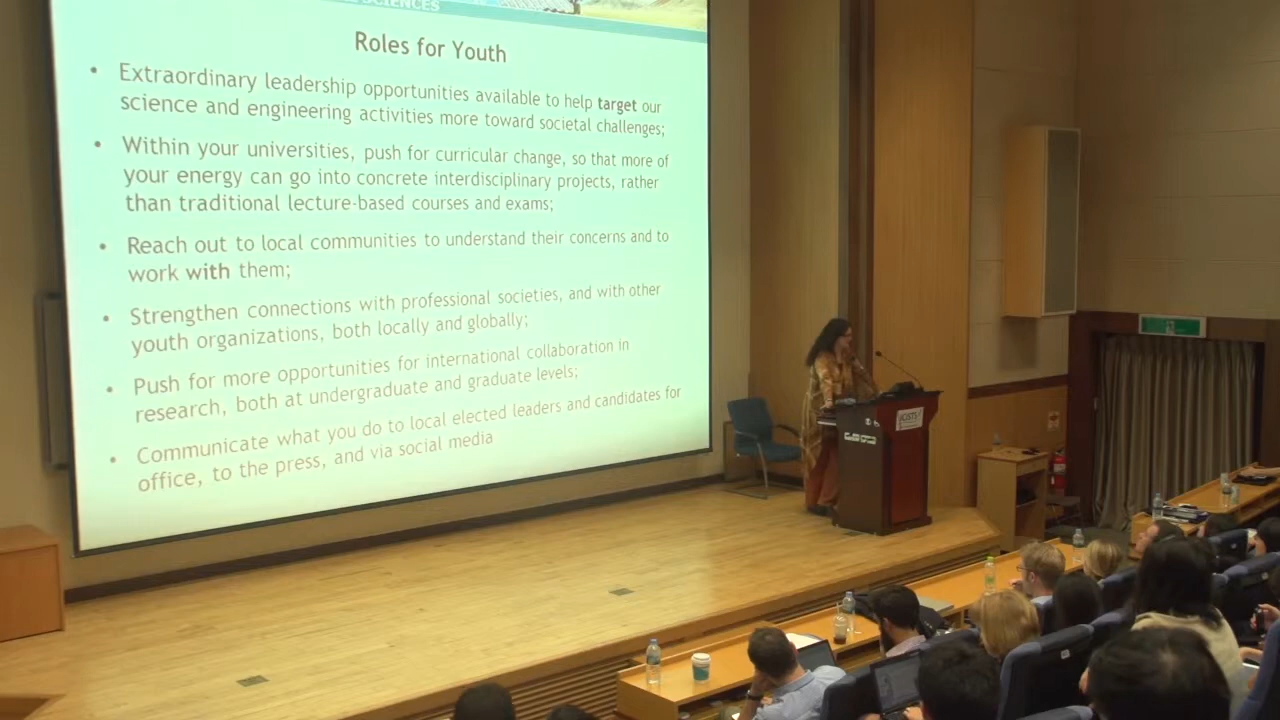 SCIENCES
Roles for Youth
• Extraordinary leadership opportunities available to help target our
science and engineering activities more toward societal challenges;
• Within your universities, push for curricular change, so that more of
your energy can go into concrete interdisciplinary projects, rather
than traditional lecture-based courses and exams;
• Reach out to local communities to understand their concerns and to
work with them;
• Strengthen connections with professional societies, and with other
youth organizations, both locally and globally;
• Push for more opportunities for international collaboration in
research, both at undergraduate and graduate levels;
• Communicate what you do to local elected leaders and candidates for
office, to the press, and via social media